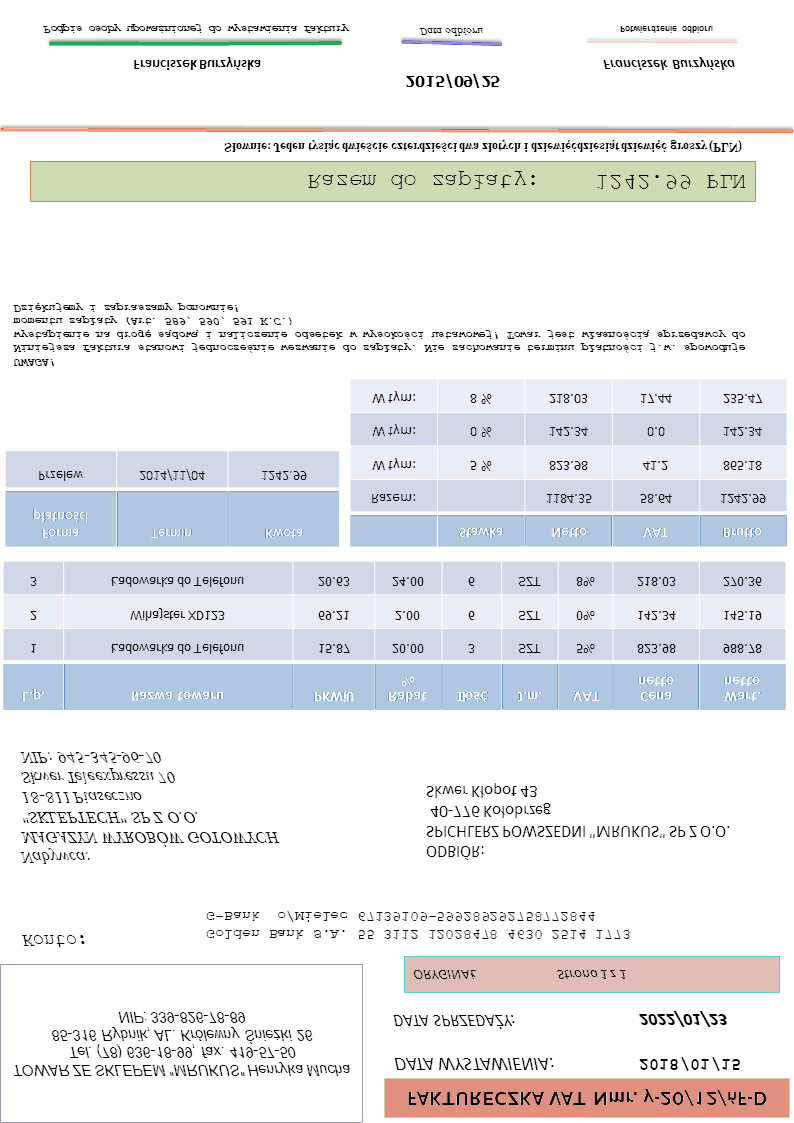 FAKTURECZKA VAT Nmr. y-20/12/ńF-D
TOWAR ZE SKLEPEM "MRUKUS" Henryka Mucha
Tel. (78) 636-18-99, fax. 419-57-50
85-316 Rybnik, AL. Królewny Śnieżki 26
NIP: 339-826-78-89
DATA WYSTAWIENIA: 2018/01/15
DATA SPRZEDAŻY: 2022/01/23
ORYGINAŁ Strona 1 z 1
Konto:
Golden Bank S.A. 55 3112 12028478 4630 2514 1773
G-Bank o/Mielec 67139109-599289292758772844
Nabywca:
MAGAZYN WYROBÓW GOTOWYCH
"SKLEPTECH" SP Z O.O.
18-811 Piaseczno
Skwer Teleexpressu 70
NIP: 945-345-96-70
ODBIÓR:
SPICHLERZ POWSZEDNI "MRUKUS" SP Z O.O.
40-776 Kołobrzeg
Skwer Kłopot 43
L.p. Nazwa towaru PKWiU Rabat % Ilość J.m. VAT Cena netto Wart. netto
1 Ładowarka do Telefonu 15.87 20.00 3 SZT 5% 823.98 988.78
2 Wihajster XD123 69.21 2.00 6 SZT 0% 142.34 145.19
3 Ładowarka do Telefonu 20.63 24.00 6 SZT 8% 218.03 270.36
Forma płatności Termin Kwota
Przelew 2014/11/04 1242.99
Stawka Netto VAT Brutto
Razem: 1184.35 58.64 1242.99
W tym: 5 % 823.98 41.2 865.18
W tym: 0 % 142.34 0.0 142.34
W tym: 8 % 218.03 17.44 235.47
UWAGA!
Niniejsza faktura stanowi jednocześnie wezwanie do zapłaty. Nie zachowanie terminu płatności j.w. spowoduje
wystąpienie na drogę sądową i naliczenie odsetek w wysokości ustawowej! Towar jest własnością sprzedawcy do
momentu zapłaty (Art. 589, 590, 591 K.C.)
Dziękujemy i zapraszamy ponownie!
Razem do zapłaty: 1242.99 PLN
Słownie: Jeden tysiąc dwieście czterdzieści dwa złotych i dziewięćdziesiąt dziewięć groszy (PLN)
2015/09/25
Franciszek Burzyńska
Franciszek Burzyńska
Podpis osoby upoważnionej do wystawienia faktury
Data odbioru
Potwierdzenie odbioru